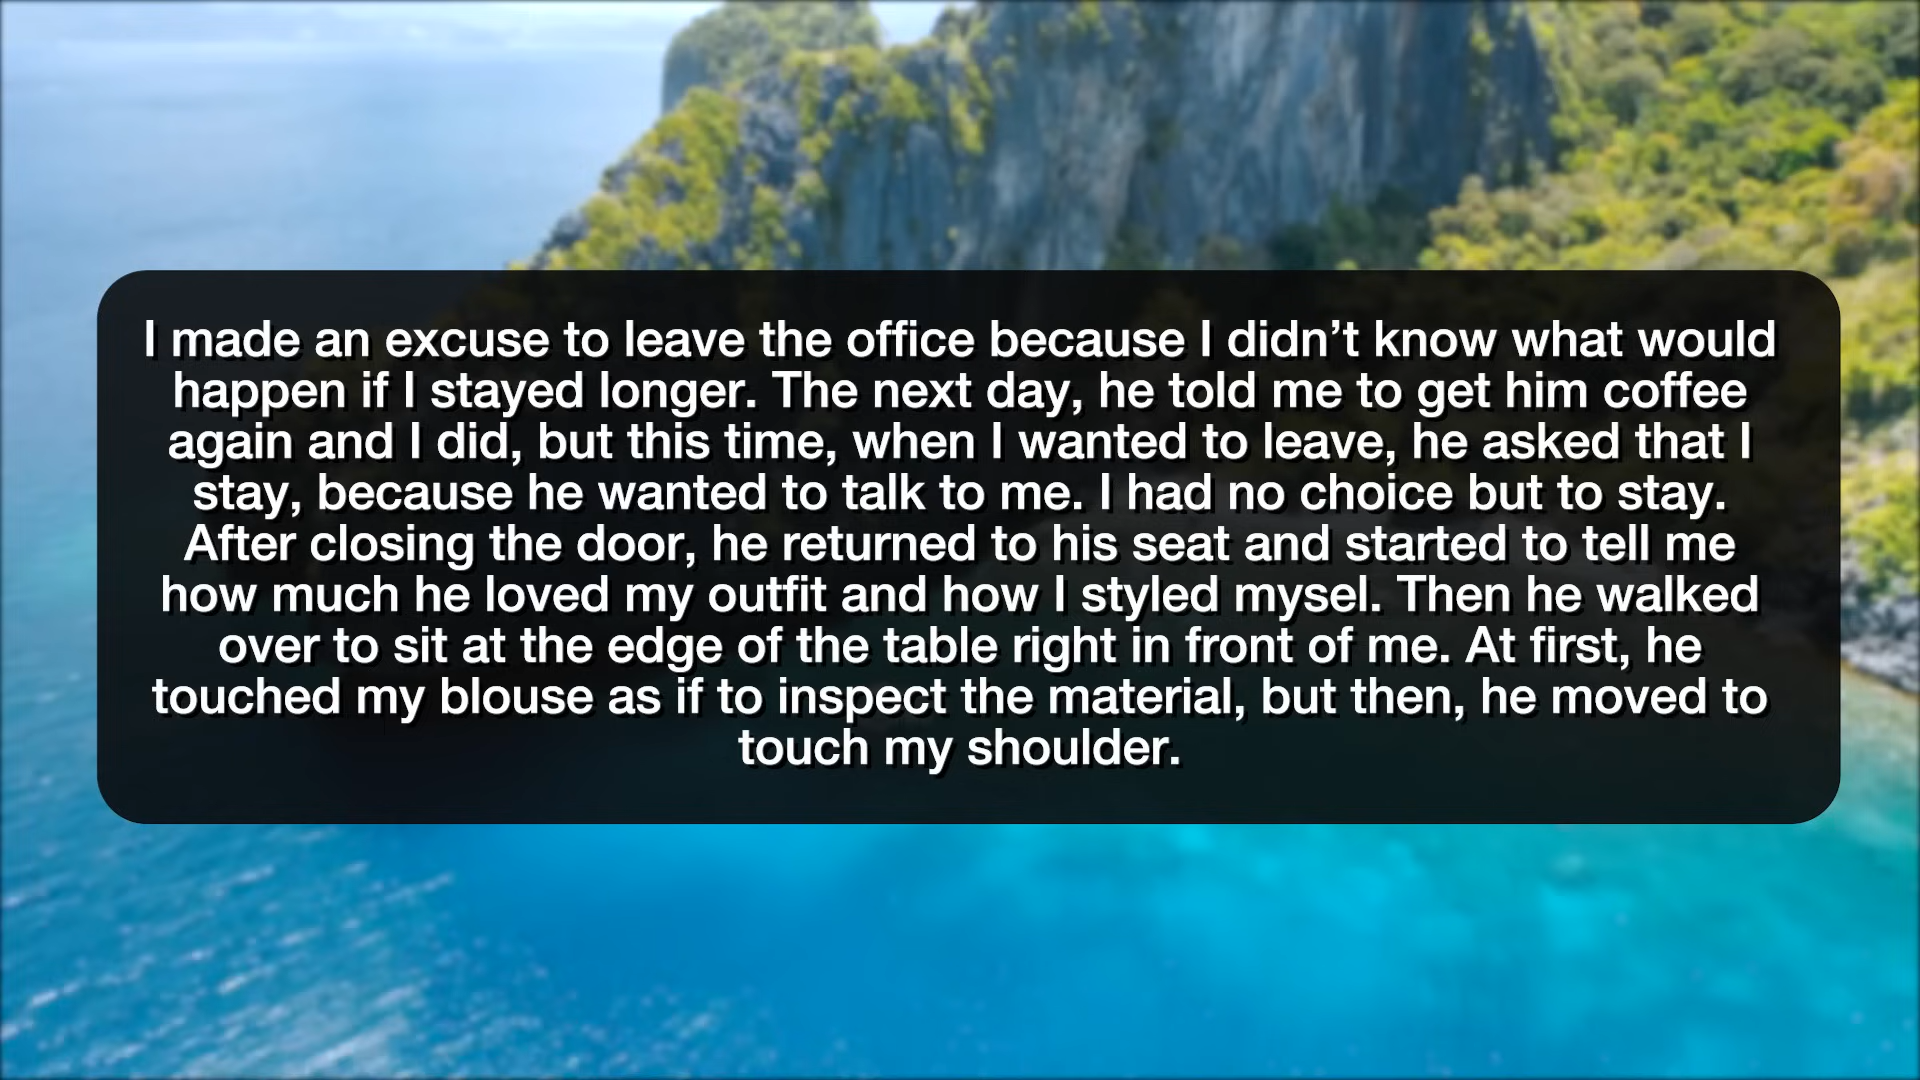 I made an excuse to leave the office because I didn’t know what would
happen if I stayed longer. The next day, he told me to get him coffee
again and I did, but this time, when I wanted to leave, he asked that I
stay, because he wanted to talk to me. I had no choice but to stay.
After closing the door, he returned to his seat and started to tell me
how much he loved my outfit and how I styled mysel. Then he walked
over to sit at the edge of the table right in front of me. At first, he
touched my blouse as if to inspect the material, but then, he moved to
touch my shoulder.